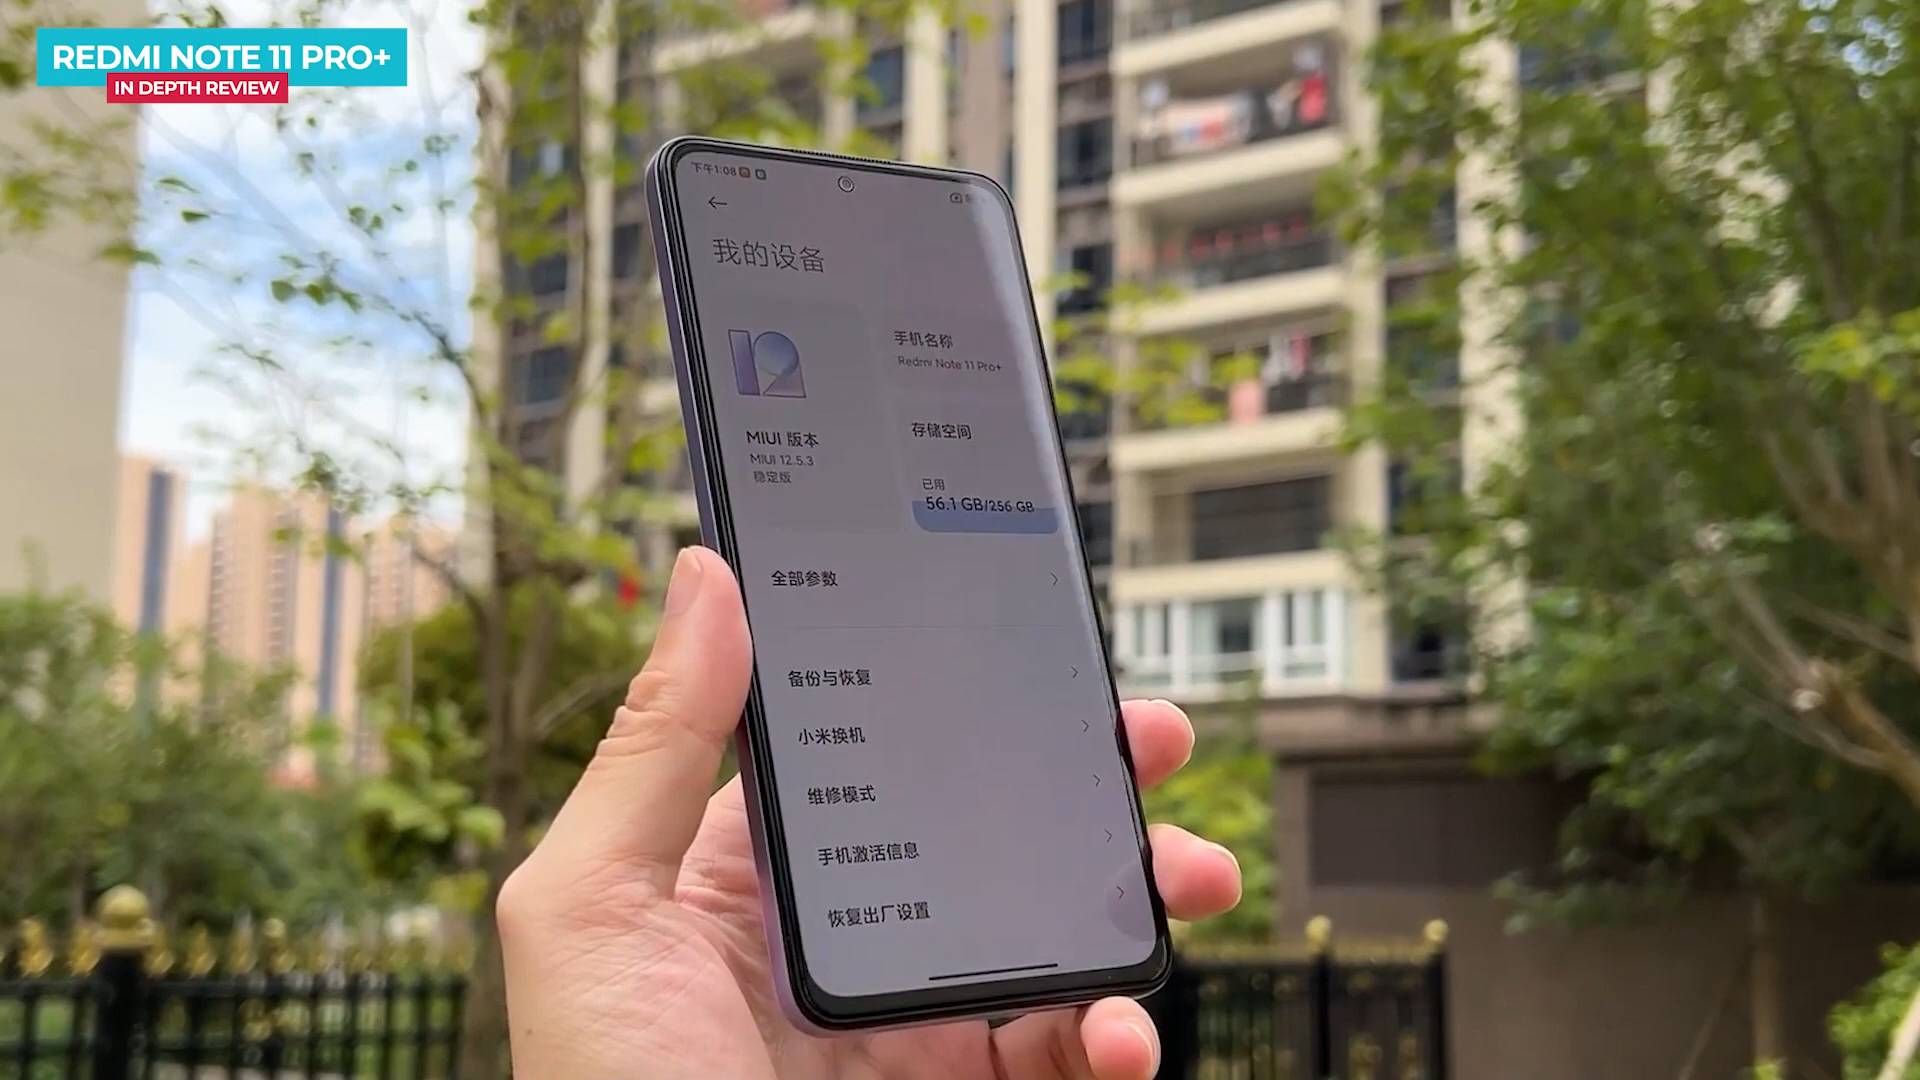 REDMI NOTE 11 PRO+
IN DEPTH REVIEW
下午1:08
我的设备
手机名称
Redmi Note 11 Pro+
MIUI 版本
MIUI 12.5.3
稳定版
存储空间
已用
56.1 GB/256 GB
全部参数
备份与恢复
小米换机
维修模式
手机激活信息
恢复出厂设置